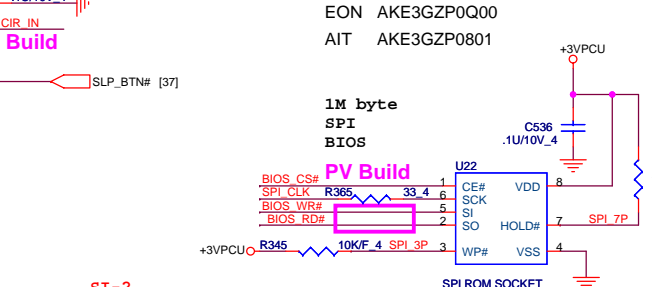 EON AKE3GZP0Q00
CIR_IN
Build
AIT AKE3GZP0801
+3VPCU
SLP_BTN# [37]
1M byte
SPI
BIOS
C536
.1U/10V_4
PV Build
U22
BIOS_CS# 1 CE# VDD 8
SPI_CLK R365 33_4 6 SCK
BIOS_WR# 5 SI
BIOS_RD# 2 SO HOLD# 7 SPI_7P
+3VPCU R345 10K/F_4 SPI_3P 3 WP# VSS 4
SPI ROM SOCKET
SI-2